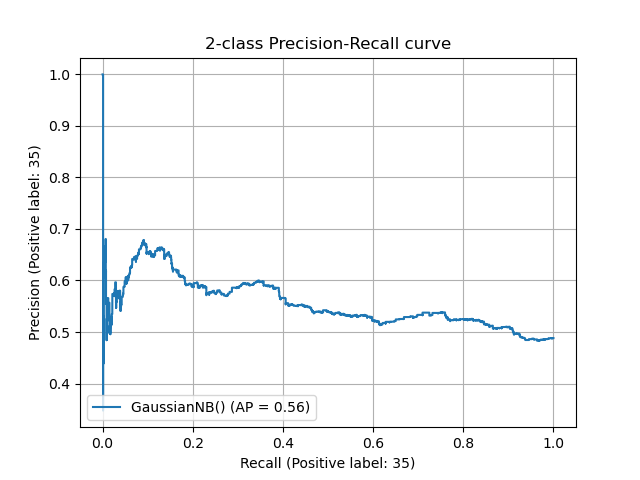 2-class Precision-Recall curve
1.0
0.9
0.8
0.7
0.6
0.5
0.4
Precision (Positive label: 35)
GaussianNB() (AP = 0.56)
0.0 0.2 0.4 0.6 0.8 1.0
Recall (Positive label: 35)